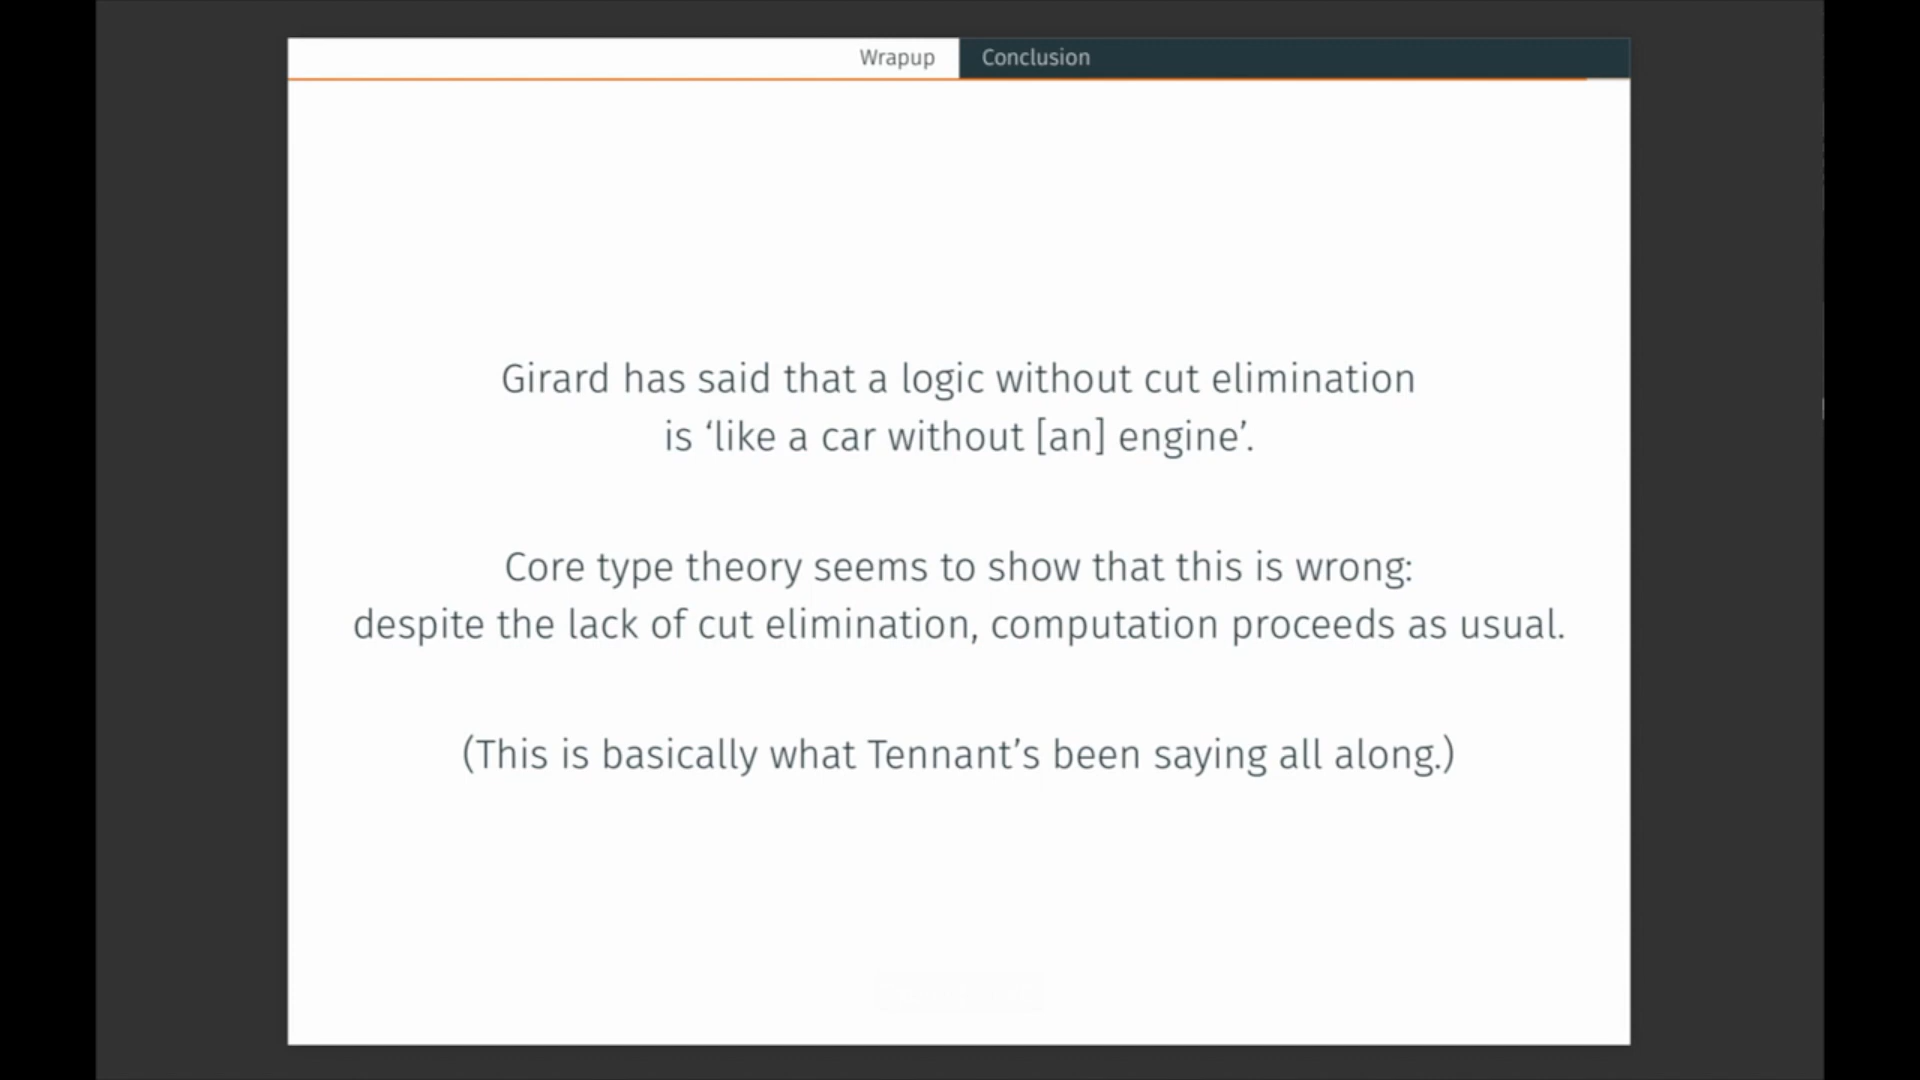 Wrapup
Conclusion
Girard has said that a logic without cut elimination
is ‘like a car without [an] engine’.
Core type theory seems to show that this is wrong:
despite the lack of cut elimination, computation proceeds as usual.
(This is basically what Tennant’s been saying all along.)